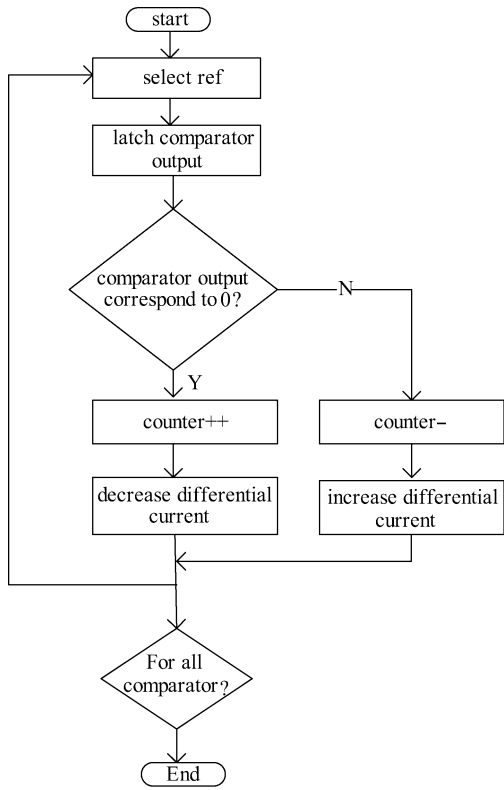 start
select ref
latch comparator
output
comparator output
correspond to 0?
N
Y
counter++
counter−
decrease differential
current
increase differential
current
For all
comparator?
End